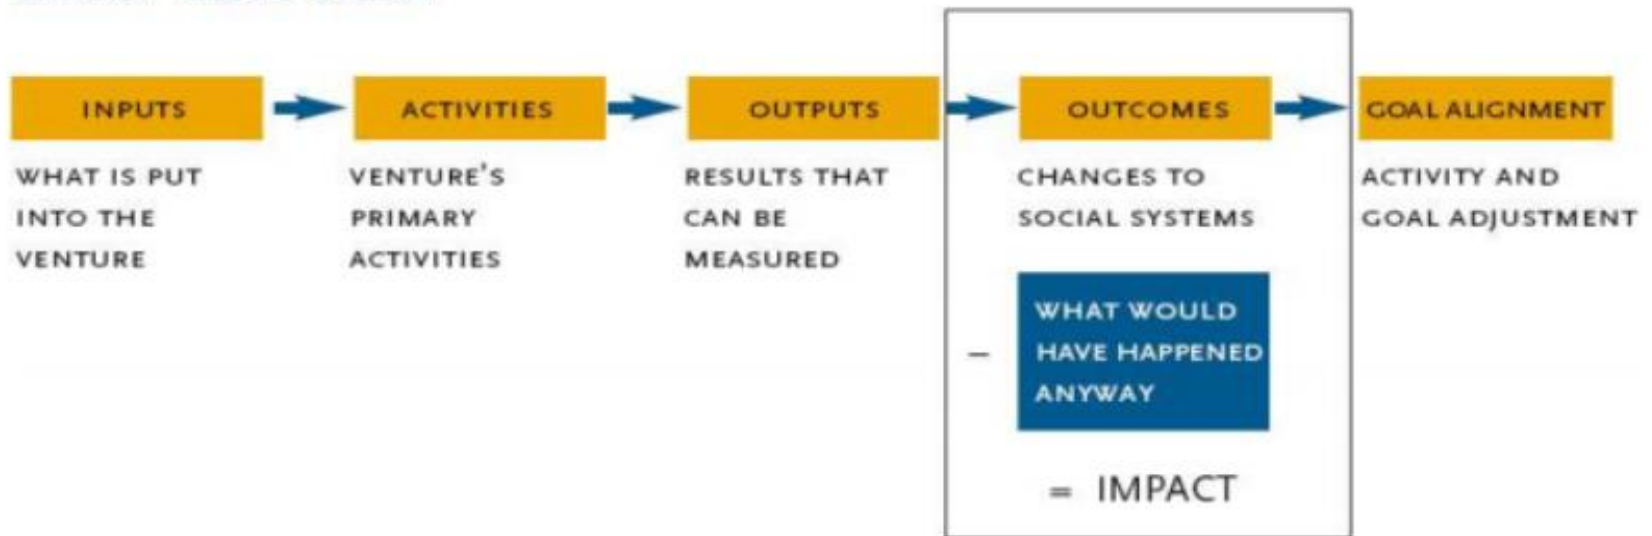 INPUTS
ACTIVITIES
OUTPUTS
OUTCOMES
GOAL ALIGNMENT
WHAT IS PUT
INTO THE
VENTURE
VENTURE'S
PRIMARY
ACTIVITIES
RESULTS THAT
CAN BE
MEASURED
CHANGES TO
SOCIAL SYSTEMS
ACTIVITY AND
GOAL ADJUSTMENT
–
WHAT WOULD
HAVE HAPPENED
ANYWAY
= IMPACT